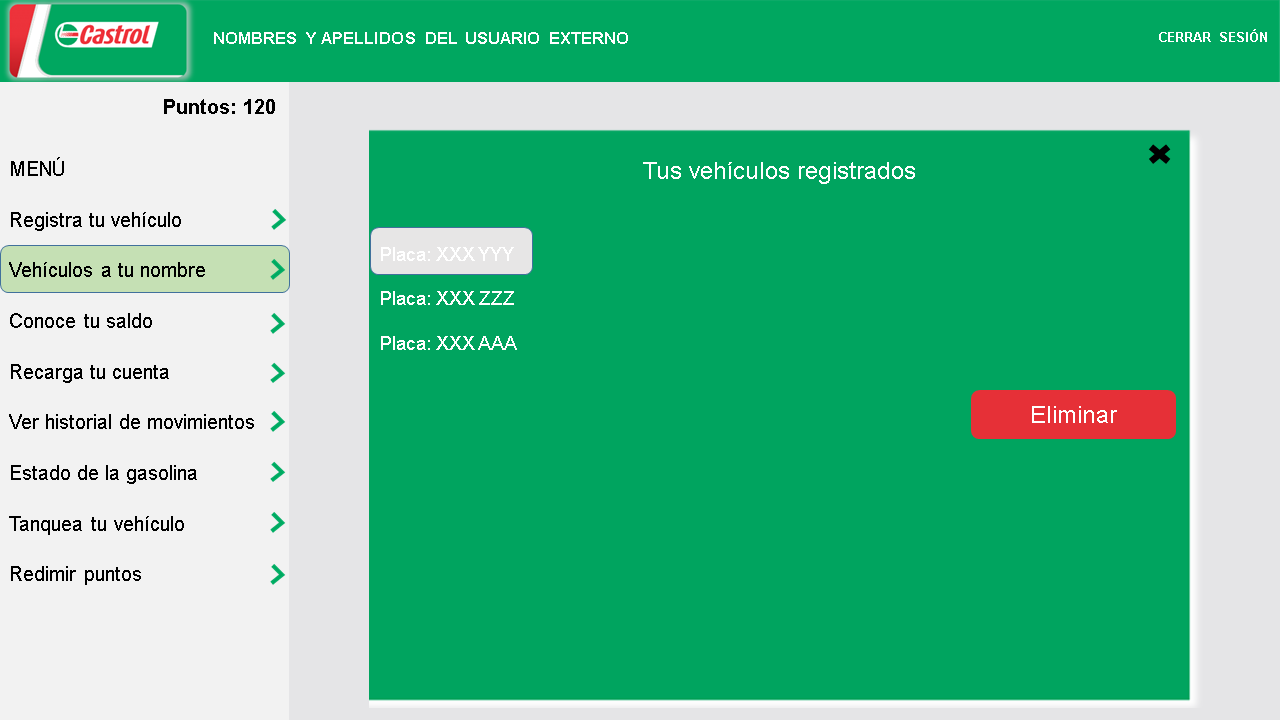 Castrol
NOMBRES Y APELLIDOS DEL USUARIO EXTERNO
CERRAR SESIÓN
Puntos: 120
MENÚ
Registra tu vehículo
Vehículos a tu nombre
Conoce tu saldo
Recarga tu cuenta
Ver historial de movimientos
Estado de la gasolina
Tanquea tu vehículo
Redimir puntos
Tus vehículos registrados
Placa: XXX YYY
Placa: XXX ZZZ
Placa: XXX AAA
Eliminar